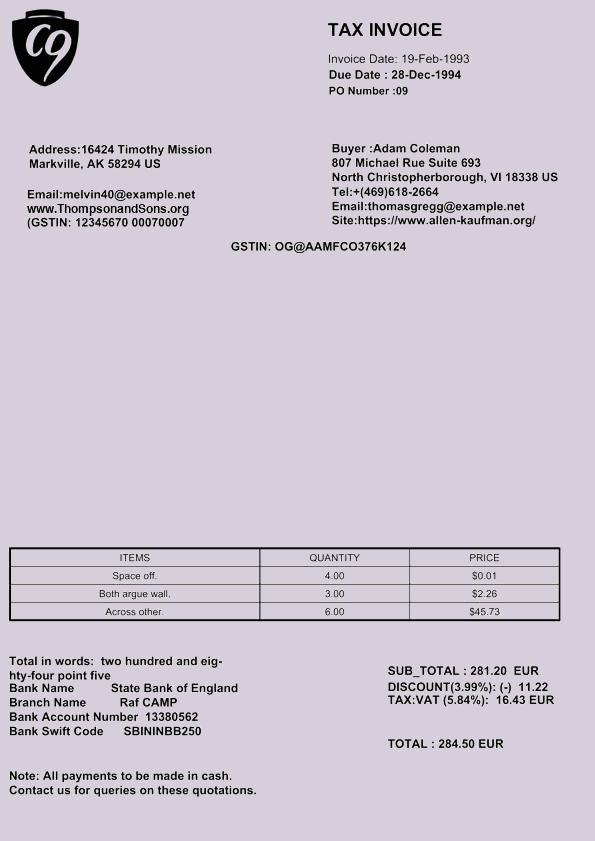 C9
TAX INVOICE
Invoice Date: 19-Feb-1993
Due Date : 28-Dec-1994
PO Number :09
Address:16424 Timothy Mission
Markville, AK 58294 US
Email:melvin40@example.net
www.ThompsonandSons.org
(GSTIN: 12345670 00070007
Buyer :Adam Coleman
807 Michael Rue Suite 693
North Christopherborough, VI 18338 US
Tel:+(469)618-2664
Email:thomasgregg@example.net
Site:https://www.allen-kaufman.org/
GSTIN: OG@AAMFCO376K124
ITEMS QUANTITY PRICE
Space off. 4.00 $0.01
Both argue wall. 3.00 $2.26
Across other. 6.00 $45.73
Total in words:  two hundred and eig-
hty-four point five
Bank Name State Bank of England
Branch Name Raf CAMP
Bank Account Number 13380562
Bank Swift Code SBININBB250
SUB_TOTAL : 281.20 EUR
DISCOUNT(3.99%): (-) 11.22
TAX:VAT (5.84%): 16.43 EUR
TOTAL : 284.50 EUR
Note: All payments to be made in cash.
Contact us for queries on these quotations.